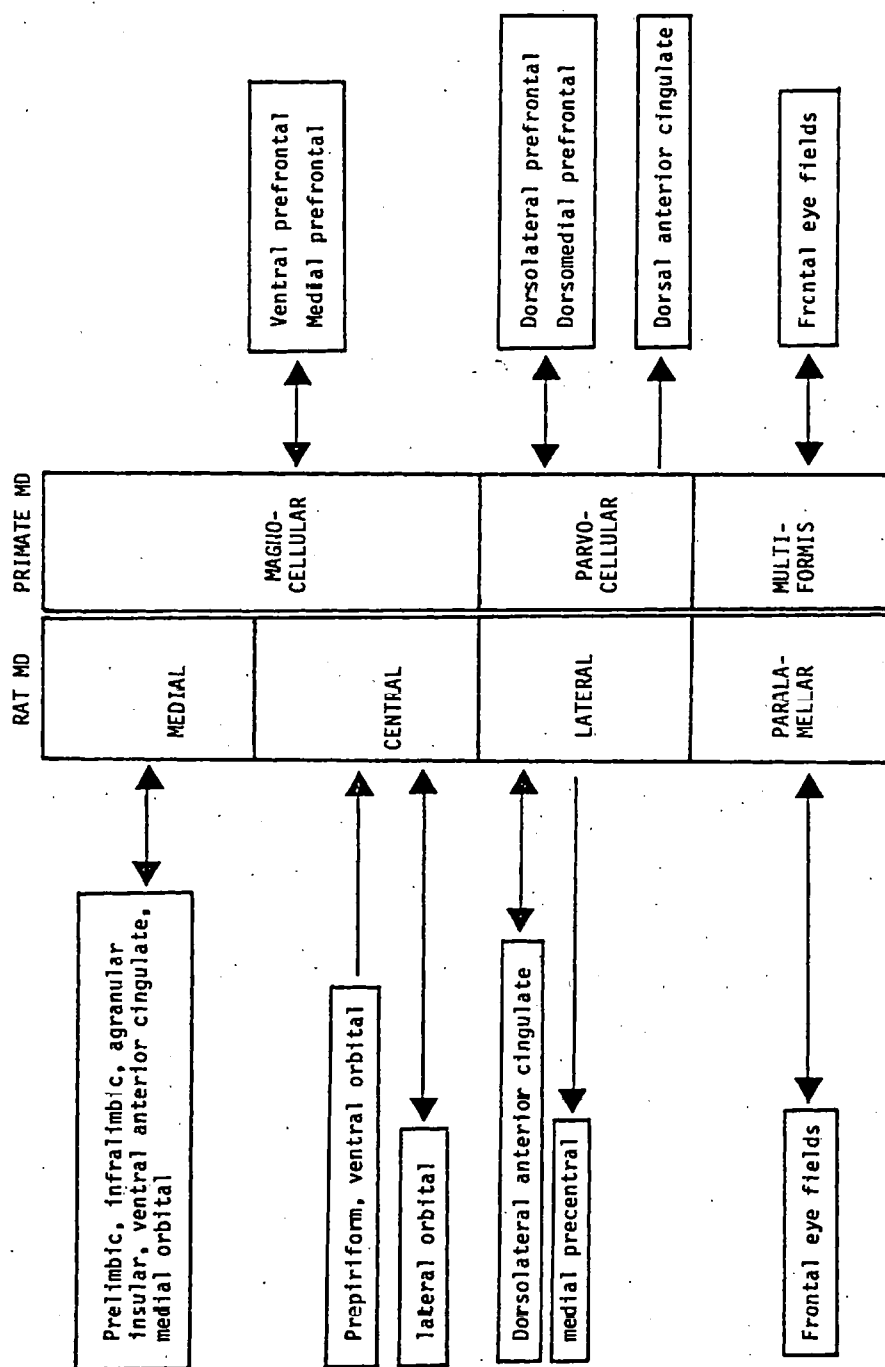 RAT MD
PRIMATE MD
Prelimbic, infralimbic, agranular
insular, ventral anterior cingulate,
medial orbital
MEDIAL
MAGNO-
CELLULAR
Ventral prefrontal
Medial prefrontal
Prepiriform, ventral orbital
CENTRAL
lateral orbital
Dorsolateral anterior cingulate
LATERAL
PARVO-
CELLULAR
Dorsolateral prefrontal
Dorsomedial prefrontal
medial precentral
Dorsal anterior cingulate
Frontal eye fields
PARALA-
MELLAR
MULTI-
FORMIS
Frontal eye fields